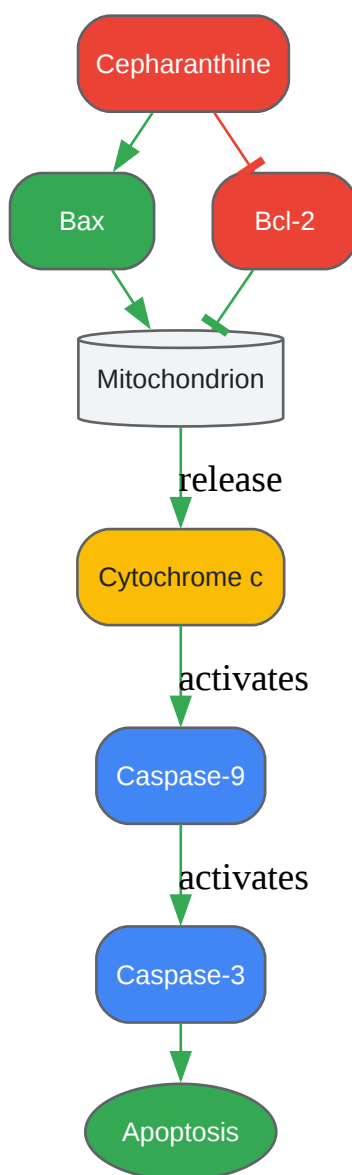 Cepharanthine
Bax
Bcl-2
Mitochondrion
release
Cytochrome c
activates
Caspase-9
activates
Caspase-3
Apoptosis